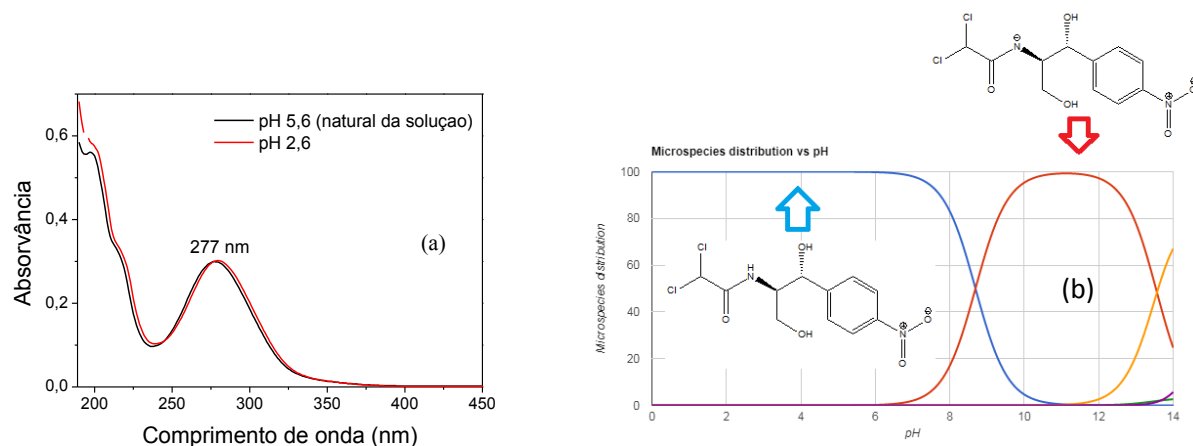 0,6
0,4
0,2
0,0
Absorvância
pH 5,6 (natural da soluçao)
pH 2,6
277 nm
(a)
200 250 300 350 400 450
Comprimento de onda (nm)
Cl
Cl
O
N
⊖
OH
OH
N
⊕
O
⊖
O
Microspecies distribution vs pH
100
80
60
40
20
0
Microspecies distribution
Cl
Cl
O
H
N
OH
OH
N
⊕
O
⊖
O
(b)
0 2 4 6 8 10 12 14
pH